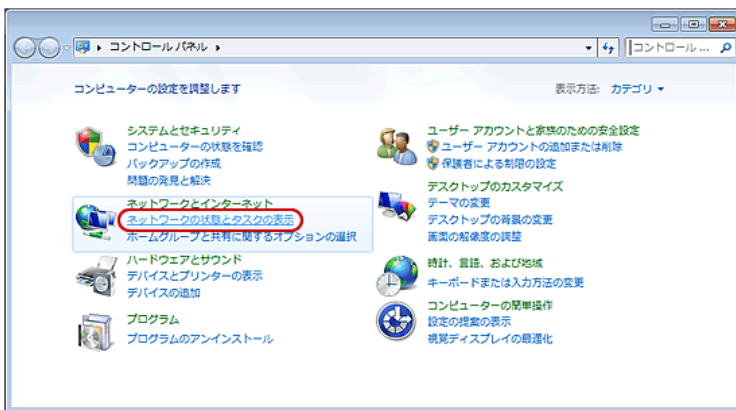 コントロール パネル
コントロール ...
コンピューターの設定を調整します
表示方法: カテゴリ
システムとセキュリティ
コンピューターの状態を確認
バックアップの作成
問題の発見と解決
ネットワークとインターネット
ネットワークの状態とタスクの表示
ホームグループと共有に関するオプションの選択
ハードウェアとサウンド
デバイスとプリンターの表示
デバイスの追加
プログラム
プログラムのアンインストール
ユーザー アカウントと家族のための安全設定
ユーザー アカウントの追加または削除
保護者による制限の設定
デスクトップのカスタマイズ
テーマの変更
デスクトップの背景の変更
画面の解像度の調整
時計、言語、および地域
キーボードまたは入力方法の変更
コンピューターの簡単操作
設定の提案の表示
視覚ディスプレイの最適化